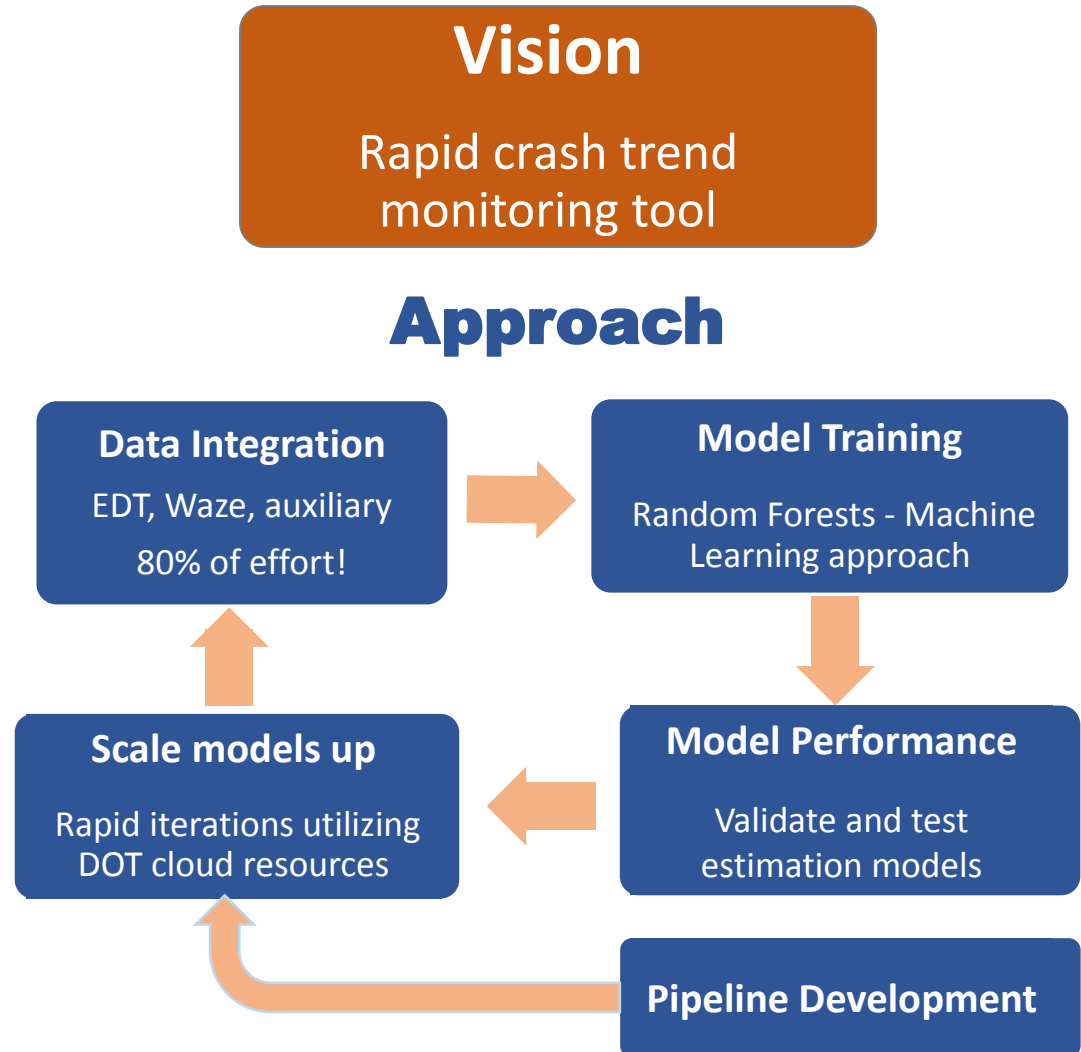 Vision
Rapid crash trend
monitoring tool
Approach
Data Integration
EDT, Waze, auxiliary
80% of effort!
Model Training
Random Forests - Machine
Learning approach
Scale models up
Rapid iterations utilizing
DOT cloud resources
Model Performance
Validate and test
estimation models
Pipeline Development